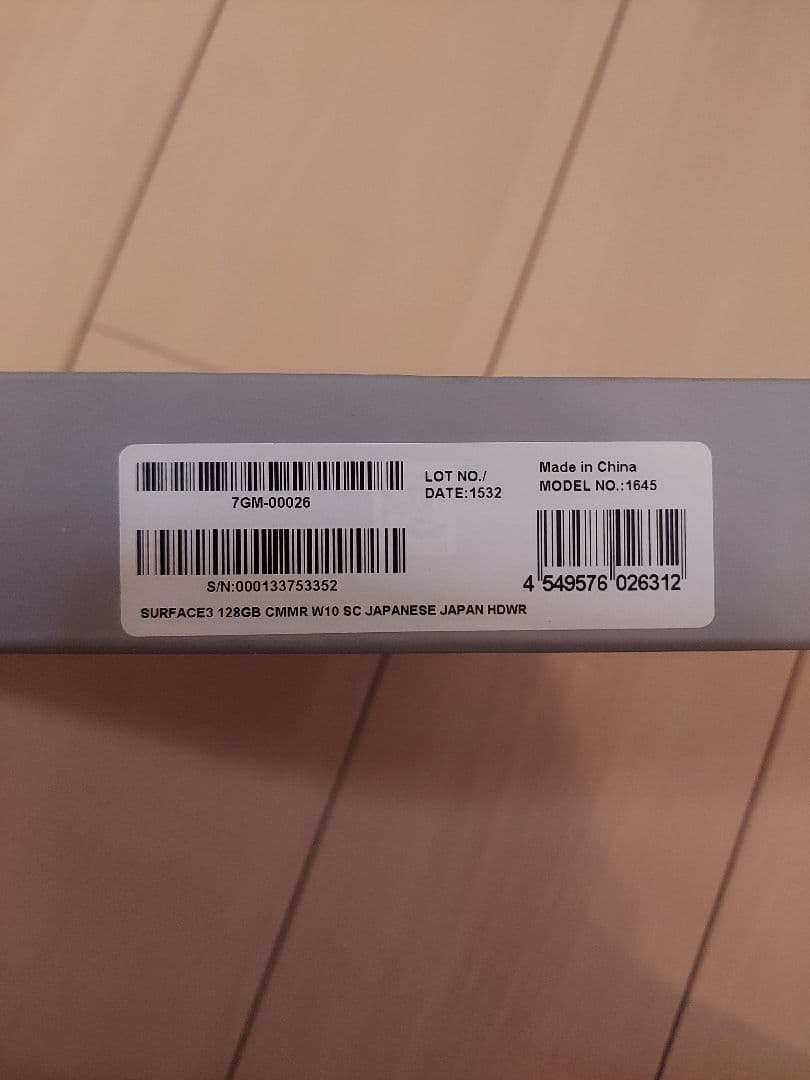 7GM-00026
S/N:000133753352
SURFACE3 128GB CMMR W10 SC JAPANESE JAPAN HDWR
LOT NO./
DATE:1532
Made in China
MODEL NO.:1645
4 549576 026312